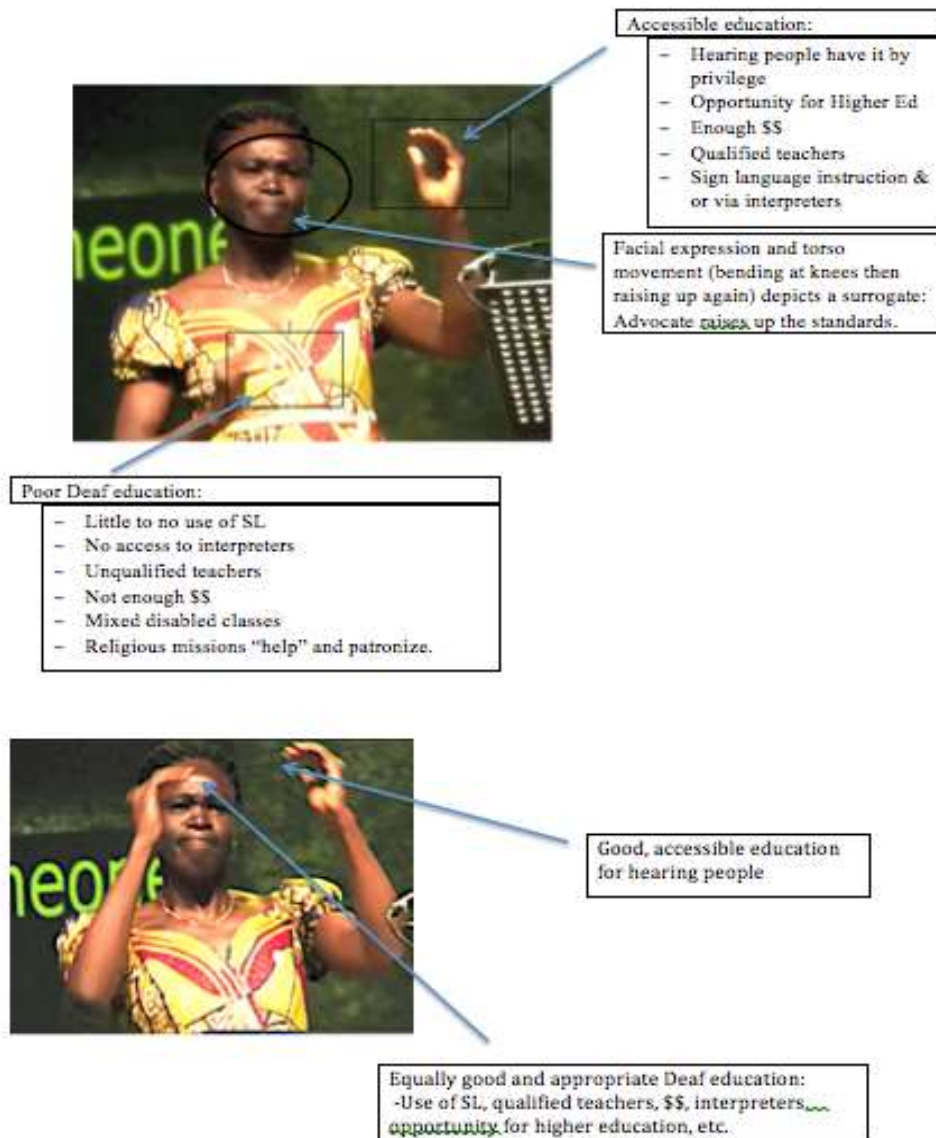 Accessible education:
- Hearing people have it by
privilege
- Opportunity for Higher Ed
- Enough $$
- Qualified teachers
- Sign language instruction &
or via interpreters
Facial expression and torso
movement (bending at knees then
raising up again) depicts a surrogate:
Advocate raises up the standards.
meone
Poor Deaf education:
- Little to no use of SL
- No access to interpreters
- Unqualified teachers
- Not enough $$
- Mixed disabled classes
- Religious missions “help” and patronize.
meone
Good, accessible education
for hearing people
Equally good and appropriate Deaf education:
-Use of SL, qualified teachers, $$, interpreters,
opportunity for higher education, etc.